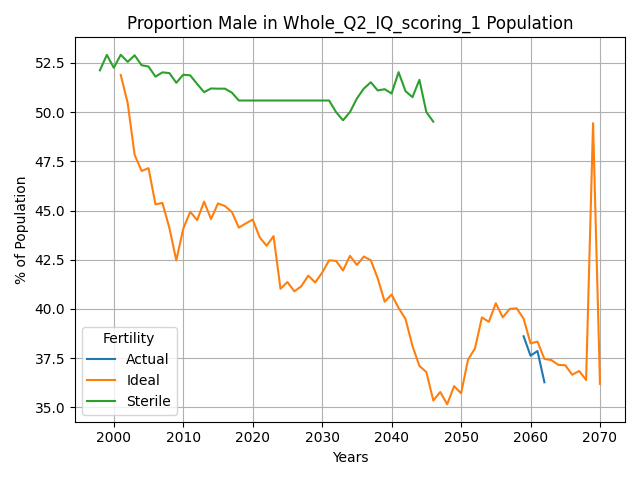 Proportion Male in Whole_Q2_IQ_scoring_1 Population
% of Population
52.5
50.0
47.5
45.0
42.5
40.0
37.5
35.0
Fertility
Actual
Ideal
Sterile
2000 2010 2020 2030 2040 2050 2060 2070
Years